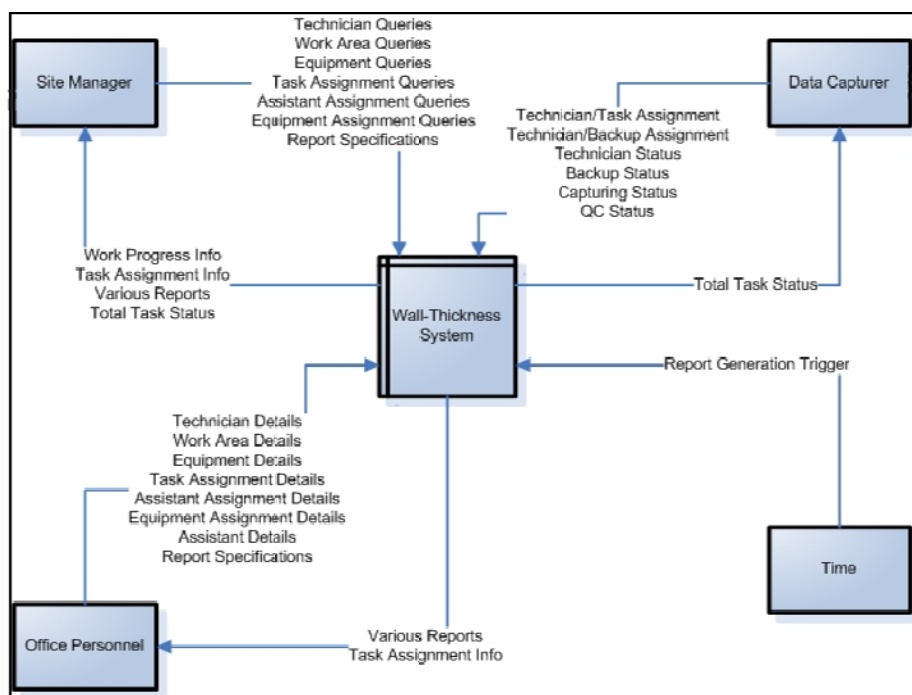 Site Manager
Technician Queries
Work Area Queries
Equipment Queries
Task Assignment Queries
Assistant Assignment Queries
Equipment Assignment Queries
Report Specifications
Data Capturer
Technician/Task Assignment
Technician/Backup Assignment
Technician Status
Backup Status
Capturing Status
QC Status
Work Progress Info
Task Assignment Info
Various Reports
Total Task Status
Wall-Thickness
System
Total Task Status
Report Generation Trigger
Technician Details
Work Area Details
Equipment Details
Task Assignment Details
Assistant Assignment Details
Equipment Assignment Details
Assistant Details
Report Specifications
Time
Office Personnel
Various Reports
Task Assignment Info